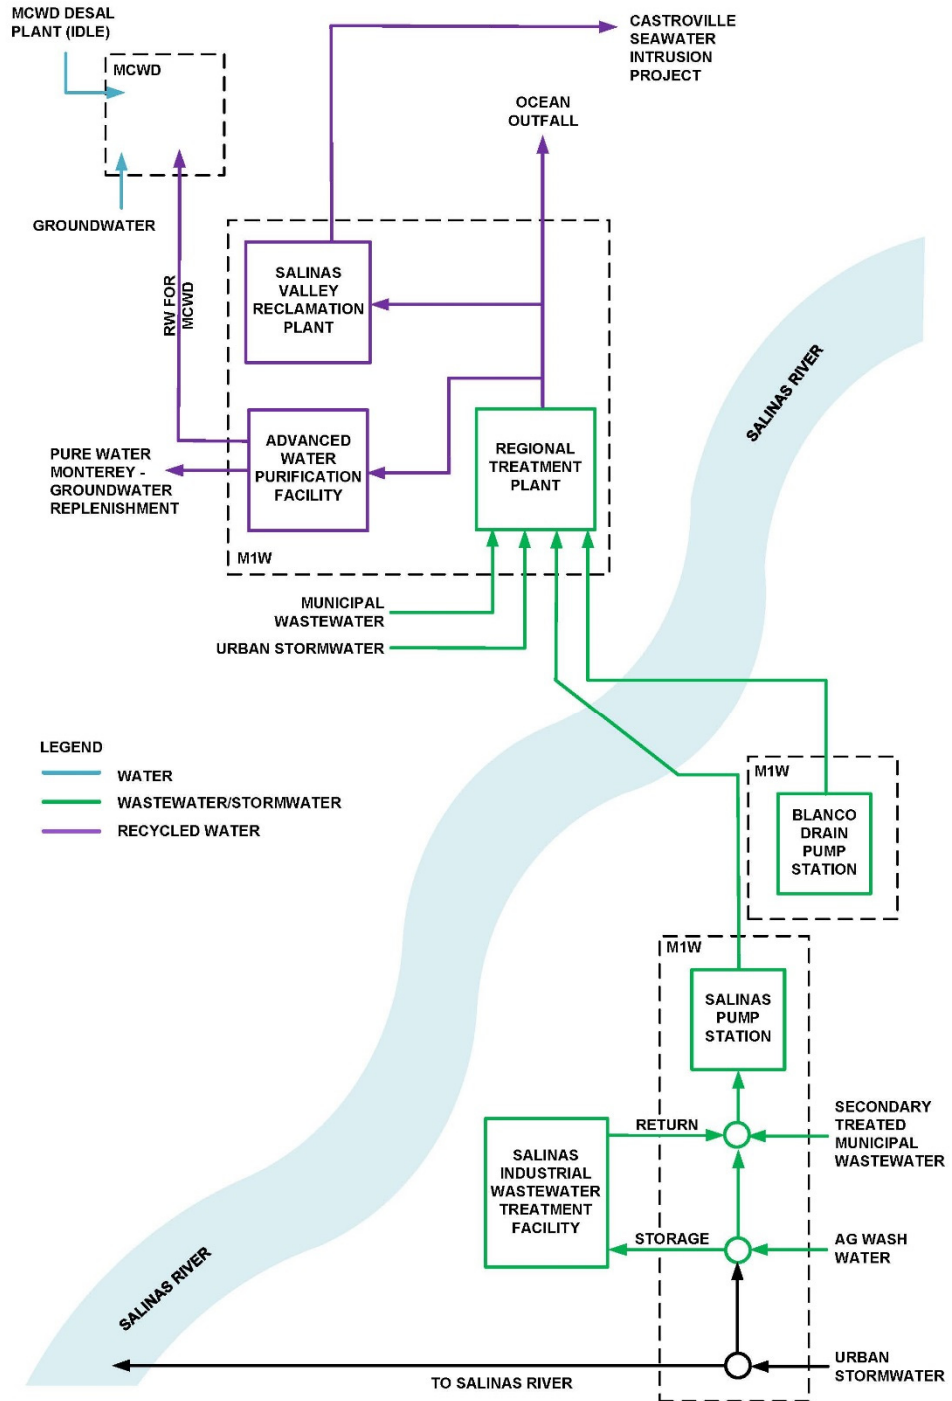 MCWD DESAL
PLANT (IDLE)
MCWD
GROUNDWATER
CASTROVILLE
SEAWATER
INTRUSION
PROJECT
OCEAN
OUTFALL
RW FOR
MCWD
SALINAS
VALLEY
RECLAMATION
PLANT
ADVANCED
WATER
PURIFICATION
FACILITY
REGIONAL
TREATMENT
PLANT
PURE WATER
MONTEREY -
GROUNDWATER
REPLENISHMENT
M1W
MUNICIPAL
WASTEWATER
URBAN STORMWATER
SALINAS RIVER
LEGEND
WATER
WASTEWATER/STORMWATER
RECYCLED WATER
M1W
BLANCO
DRAIN
PUMP
STATION
M1W
SALINAS
PUMP
STATION
RETURN
SECONDARY
TREATED
MUNICIPAL
WASTEWATER
SALINAS
INDUSTRIAL
WASTEWATER
TREATMENT
FACILITY
STORAGE
AG WASH
WATER
SALINAS RIVER
TO SALINAS RIVER
URBAN
STORMWATER